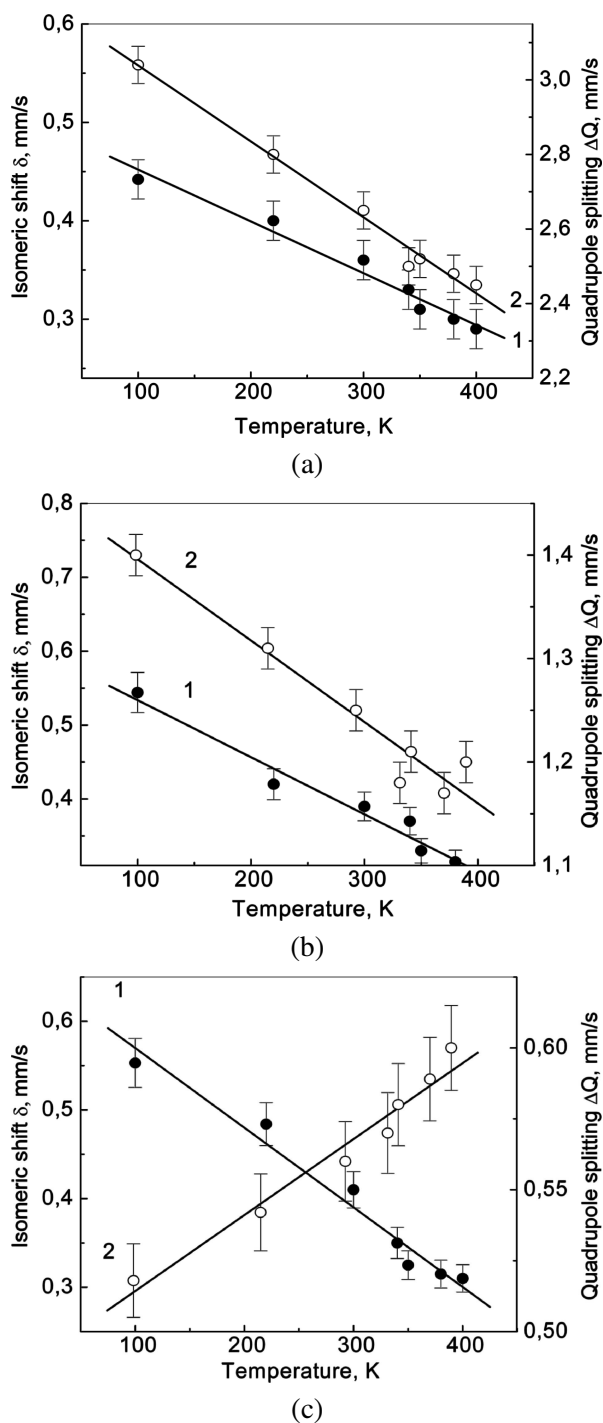 0,6
0,5
0,4
0,3
3,0
2,8
2,6
2,4
2,2
Isomeric shift δ, mm/s
Quadrupole splitting ΔQ, mm/s
2
1
100 200 300 400
Temperature, K
(a)
0,8
0,7
0,6
0,5
0,4
1,4
1,3
1,2
1,1
Isomeric shift δ, mm/s
Quadrupole splitting ΔQ, mm/s
2
1
100 200 300 400
Temperature, K
(b)
0,6
0,5
0,4
0,3
0,60
0,55
0,50
Isomeric shift δ, mm/s
Quadrupole splitting ΔQ, mm/s
1
2
100 200 300 400
Temperature, K
(c)